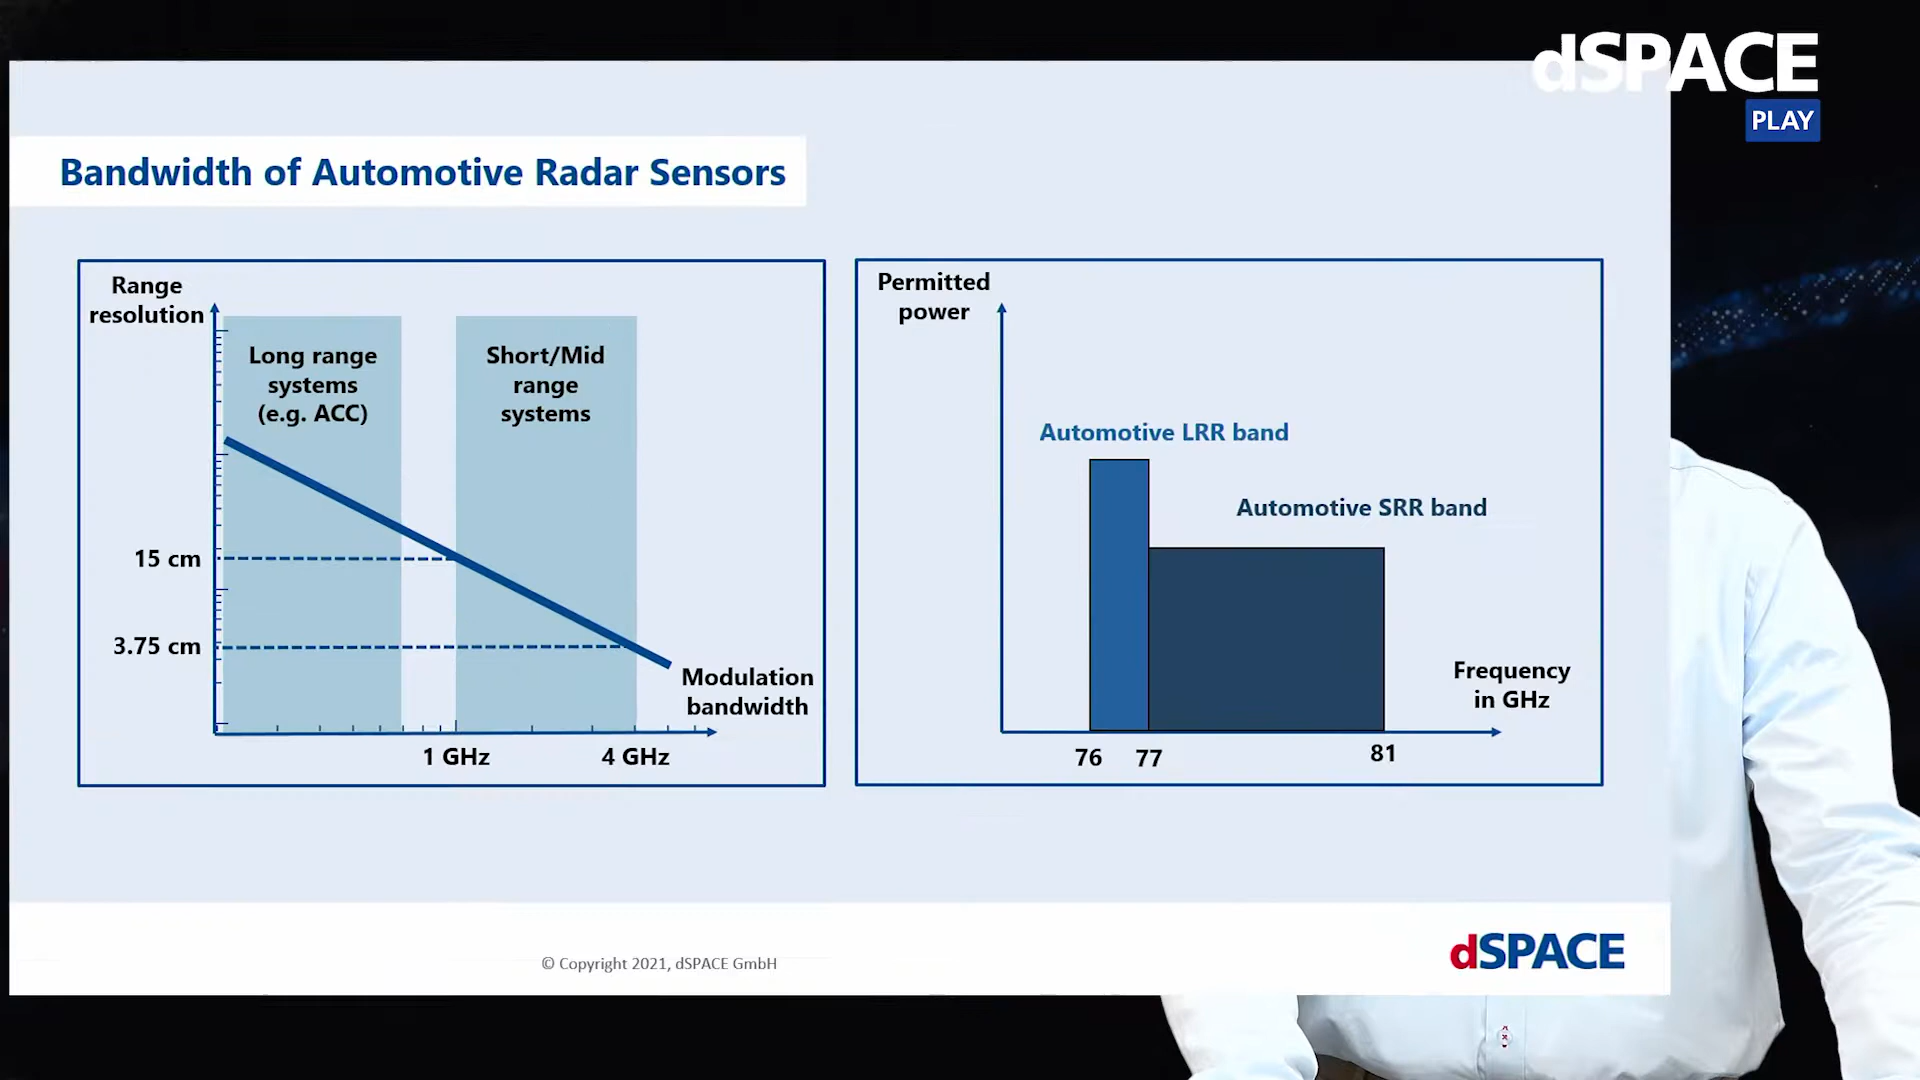 dSPACE
PLAY
Bandwidth of Automotive Radar Sensors
Range
resolution
Long range
systems
(e.g. ACC)
Short/Mid
range
systems
15 cm
3.75 cm
Modulation
bandwidth
1 GHz
4 GHz
Permitted
power
Automotive LRR band
Automotive SRR band
Frequency
in GHz
76
77
81
© Copyright 2021, dSPACE GmbH
dSPACE